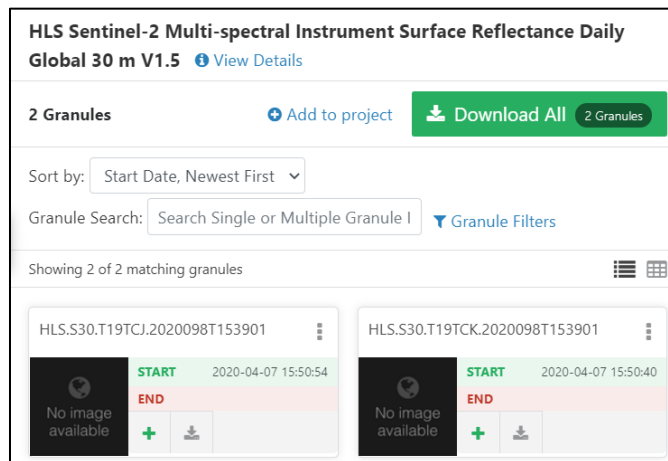 HLS Sentinel-2 Multi-spectral Instrument Surface Reflectance Daily
Global 30 m V1.5 View Details
2 Granules Add to project Download All 2 Granules
Sort by: Start Date, Newest First
Granule Search: Search Single or Multiple Granule I Granule Filters
Showing 2 of 2 matching granules
HLS.S30.T19TCJ.2020098T153901
No image
available
START 2020-04-07 15:50:54
END
HLS.S30.T19TCK.2020098T153901
No image
available
START 2020-04-07 15:50:40
END